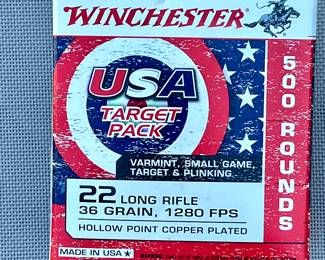 WINCHESTER
USA
TARGET
PACK
500 ROUNDS
VARMINT, SMALL GAME,
TARGET & PLINKING
22 LONG RIFLE
36 GRAIN, 1280 FPS
HOLLOW POINT COPPER PLATED
MADE IN USA
WARNING: